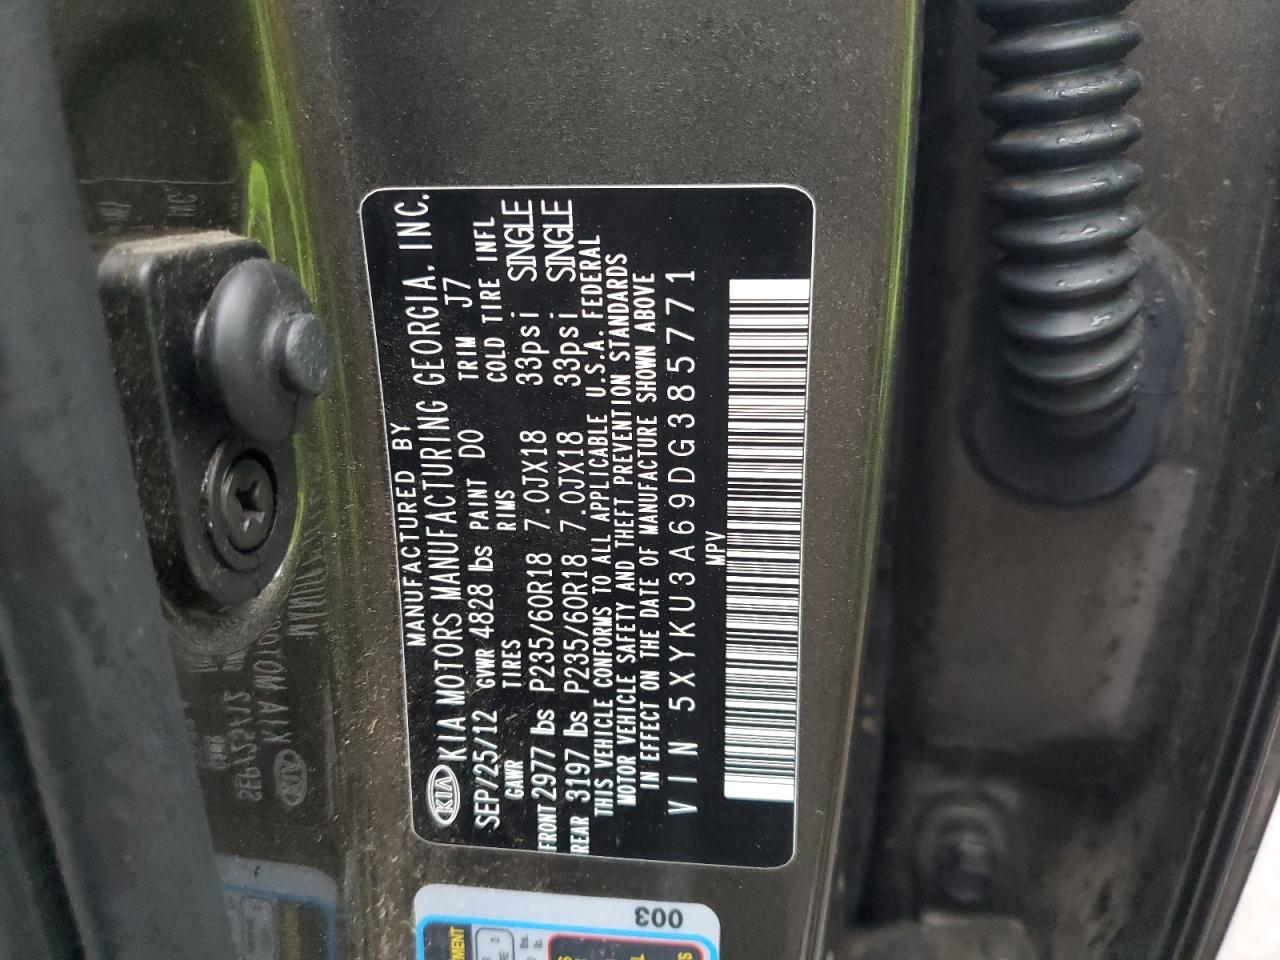 MANUFACTURED BY
KIA KIA MOTORS MANUFACTURING GEORGIA, INC.
SEP/25/12 GVWR 4828 lbs PAINT D0 TRIM J7
GAWR TIRES RIMS COLD TIRE INFL
FRONT 2977 lbs P235/60R18 7.0JX18 33psi SINGLE
REAR 3197 lbs P235/60R18 7.0JX18 33psi SINGLE
THIS VEHICLE CONFORMS TO ALL APPLICABLE U.S.A. FEDERAL
MOTOR VEHICLE SAFETY AND THEFT PREVENTION STANDARDS
IN EFFECT ON THE DATE OF MANUFACTURE SHOWN ABOVE
VIN 5XYKU3A69DG385771
MPV
003